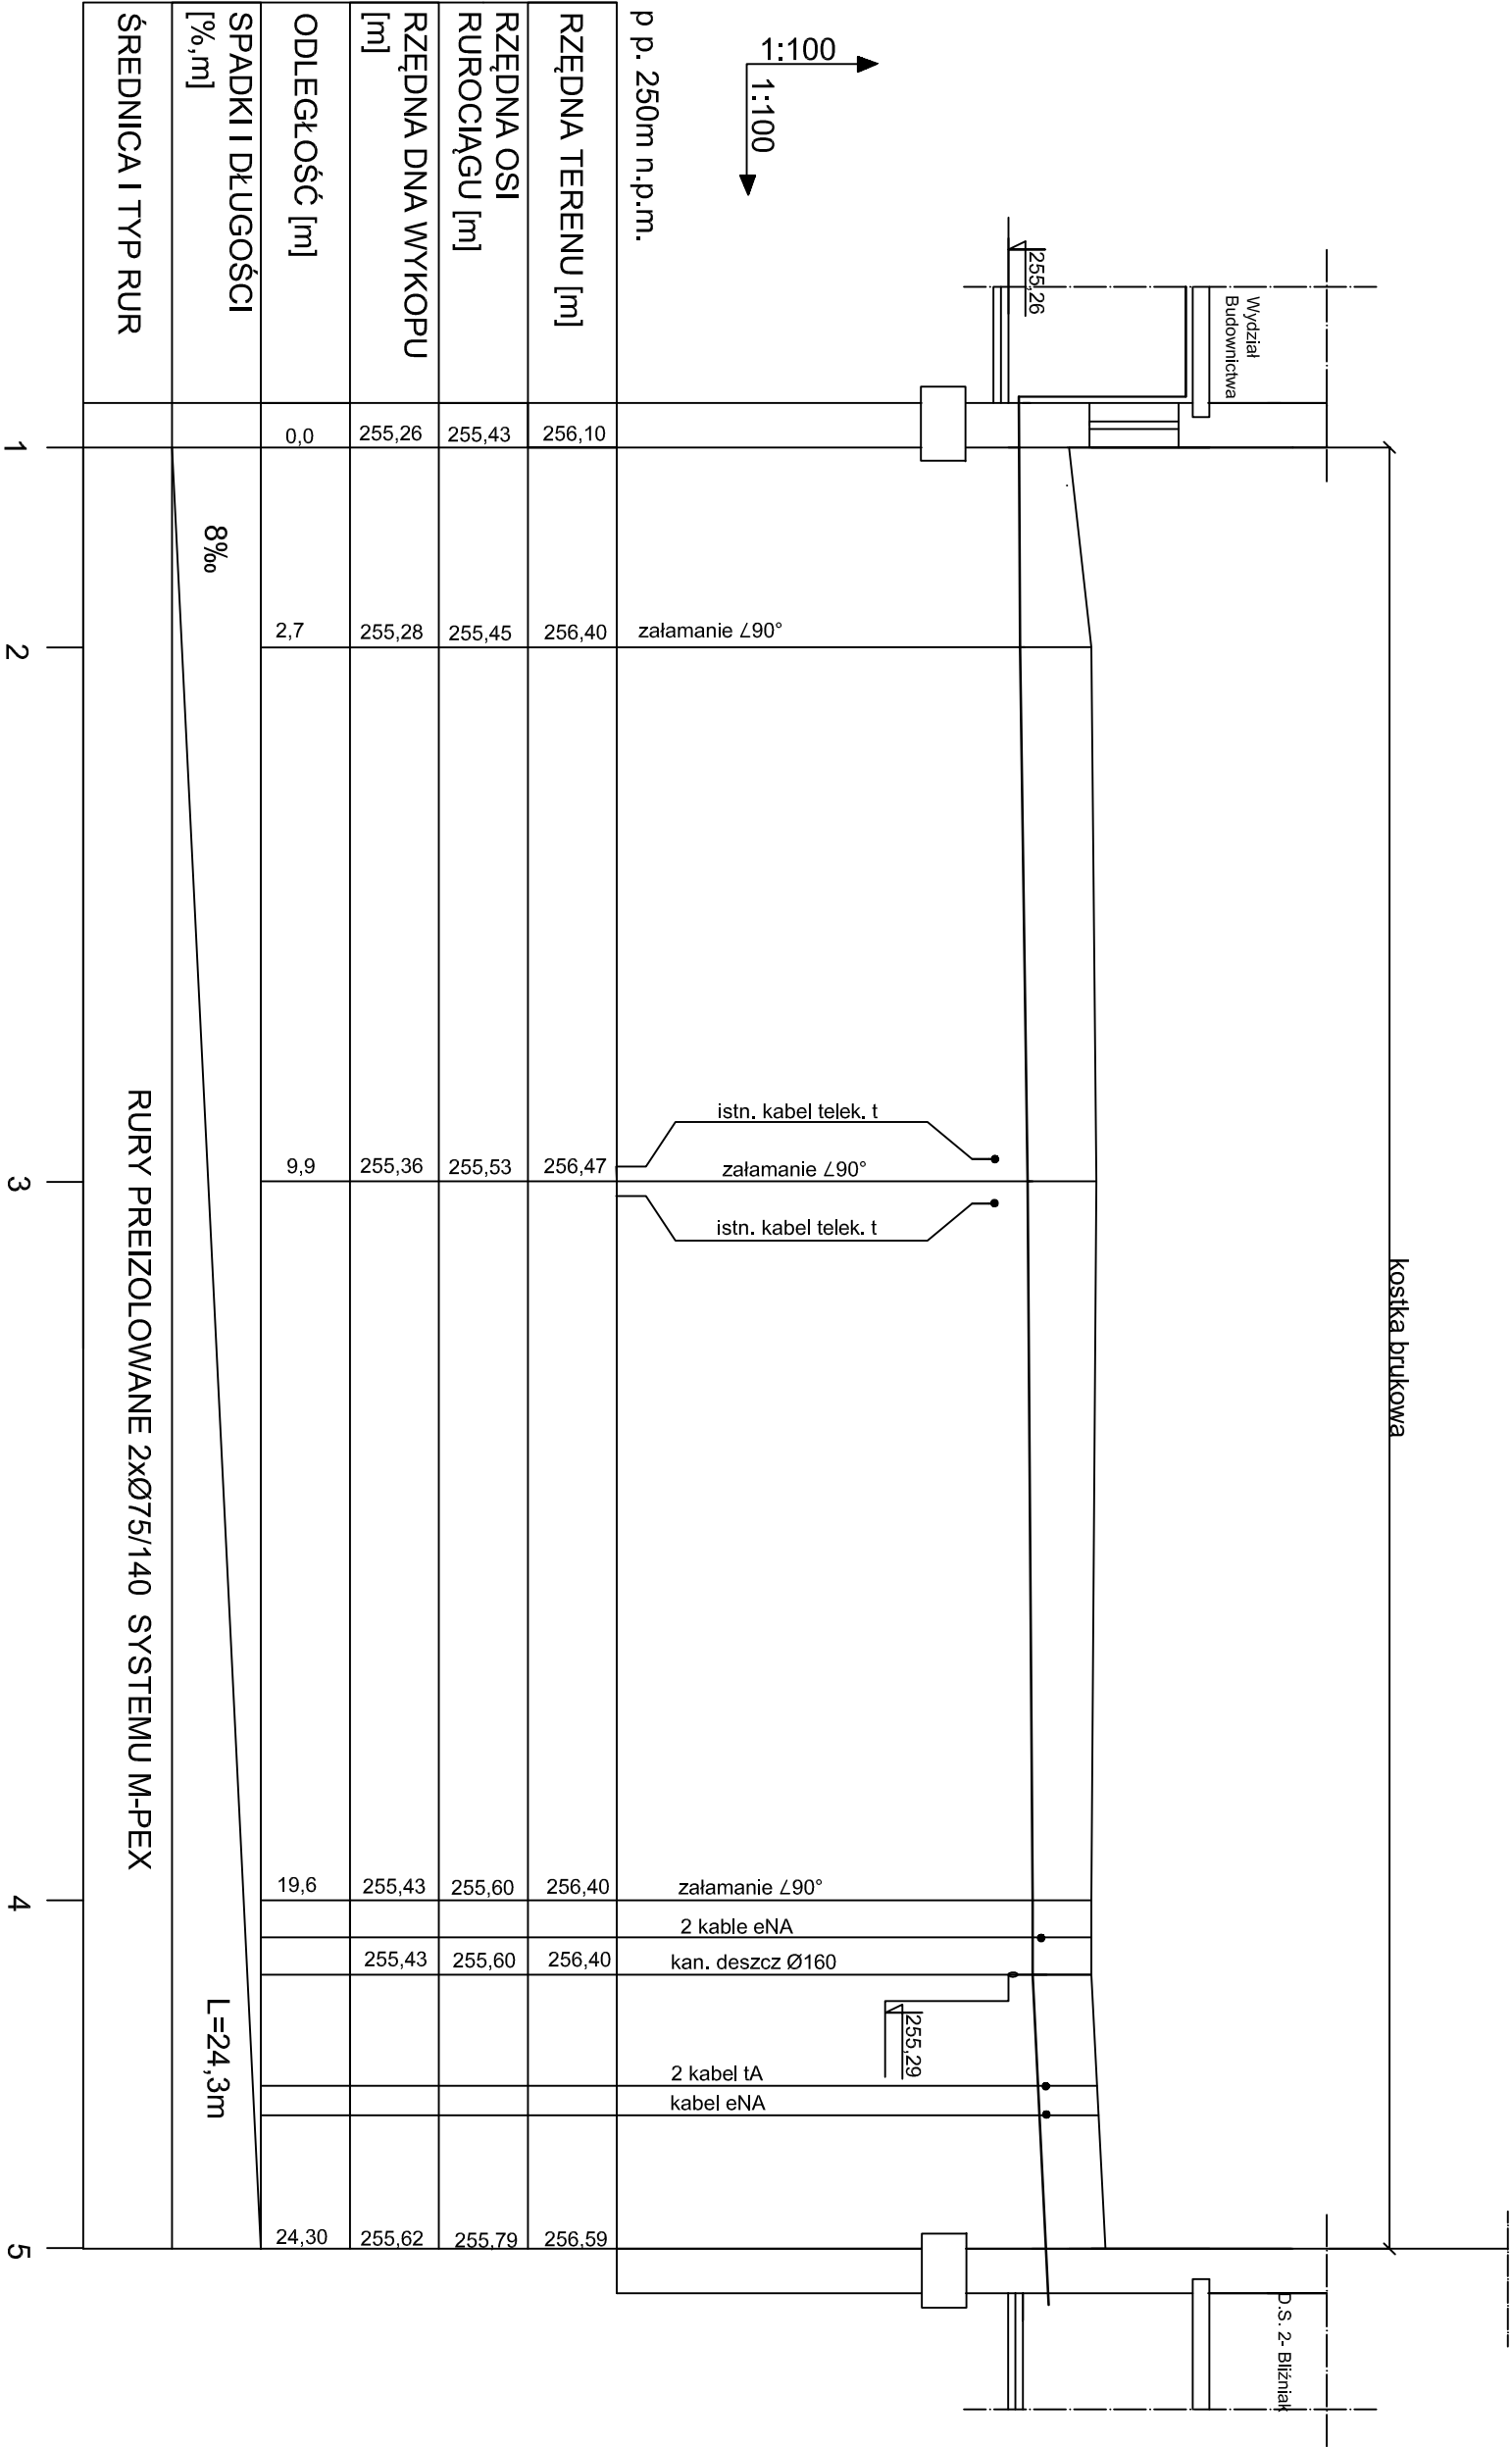 Wydział
Budownictwa
kostka brukowa
D.S. 2- Bliźniak
255,26
1:100
1:100
255,29
p p. 250m n.p.m.
istn. kabel telek. t
istn. kabel telek. t
załamanie ∠90°
załamanie ∠90°
załamanie ∠90°
2 kable eNA
kan. deszcz Ø160
2 kabel tA
kabel eNA
RZĘDNA TERENU [m]
256,10
256,40
256,47
256,40
256,40
256,59
RZĘDNA OSI
RUROCIĄGU [m]
255,43
255,45
255,53
255,60
255,60
255,79
RZĘDNA DNA WYKOPU
[m]
255,26
255,28
255,36
255,43
255,43
255,62
ODLEGŁOŚĆ [m]
0,0
2,7
9,9
19,6
24,30
SPADKI I DŁUGOŚCI
[%,m]
8‰
L=24,3m
ŚREDNICA I TYP RUR
RURY PREIZOLOWANE 2xØ75/140 SYSTEMU M-PEX
1
2
3
4
5